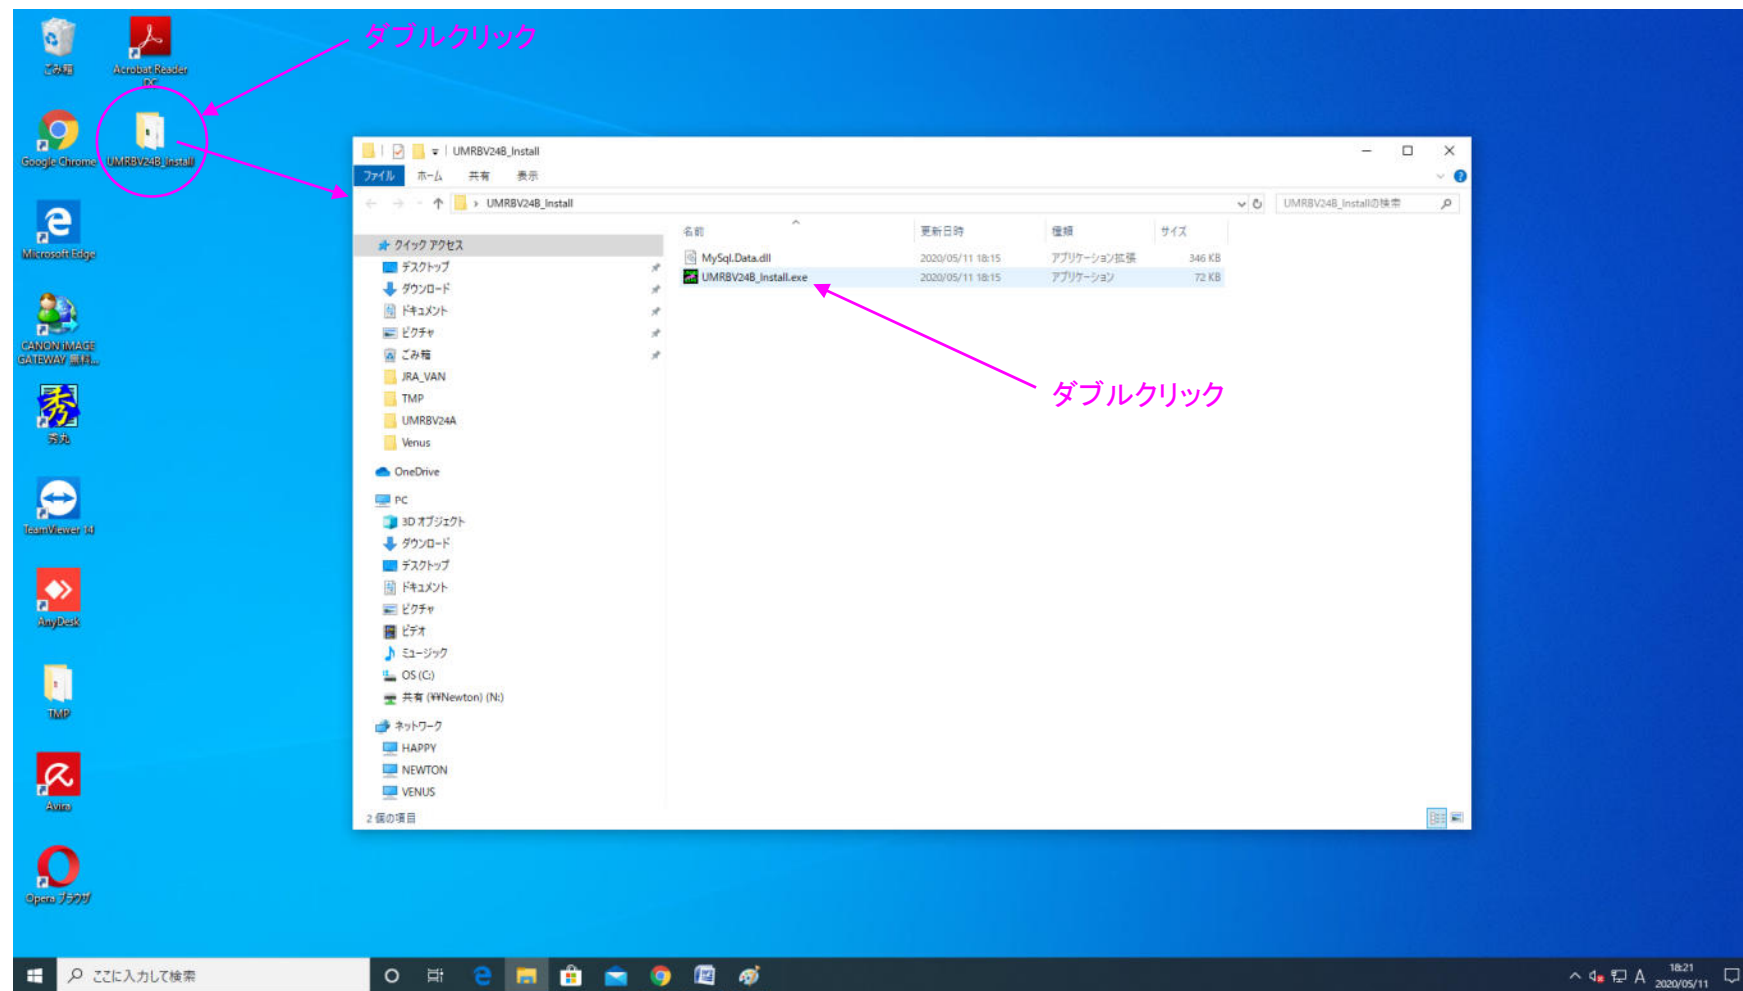 ダブルクリック
ごみ箱
Acrobat Reader
DC
Google Chrome
UMRBV24B_Install
Microsoft Edge
CANON iMAGE
GATEWAY 無料...
秀
秀丸
TeamViewer 14
AnyDesk
TMP
Avira
Opera ブラウザ
UMRBV24B_Install
ファイル ホーム 共有 表示
UMRBV24B_Install
UMRBV24B_Installの検索
名前 更新日時 種類 サイズ
MySql.Data.dll 2020/05/11 18:15 アプリケーション拡張 346 KB
UMRBV24B_Install.exe 2020/05/11 18:15 アプリケーション 72 KB
ダブルクリック
クイック アクセス
デスクトップ
ダウンロード
ドキュメント
ピクチャ
ごみ箱
JRA_VAN
TMP
UMRBV24A
Venus
OneDrive
PC
3D オブジェクト
ダウンロード
デスクトップ
ドキュメント
ピクチャ
ビデオ
ミュージック
OS (C:)
共有 (¥¥Newton) (N:)
ネットワーク
HAPPY
NEWTON
VENUS
2 個の項目
ここに入力して検索
A
18:21
2020/05/11